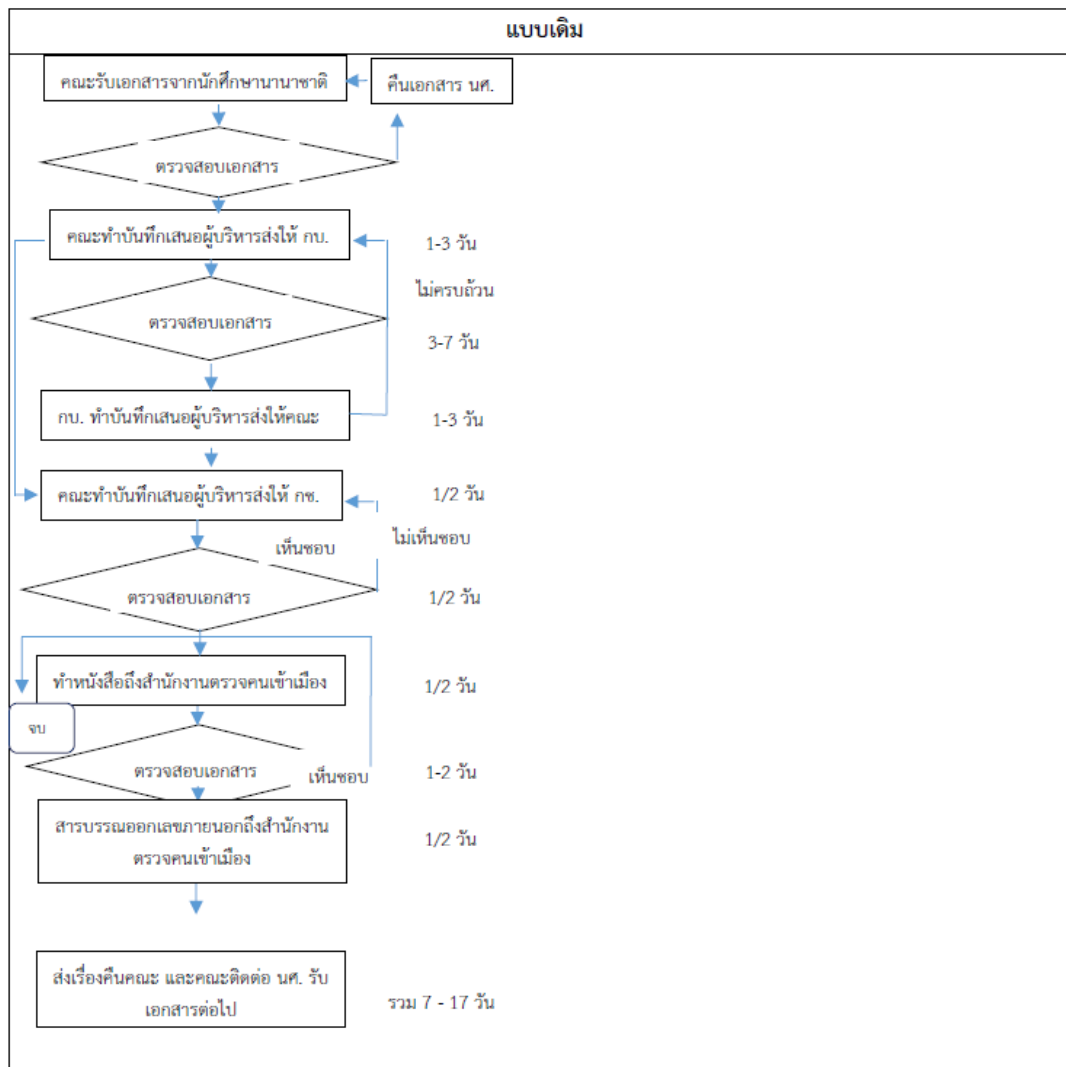 แบบเดิม
คณะรับเอกสารจากนักศึกษานานาชาติ
คืนเอกสาร นศ.
ตรวจสอบเอกสาร
คณะทำบันทึกเสนอผู้บริหารส่งให้ กบ.
1-3 วัน
ไม่ครบถ้วน
ตรวจสอบเอกสาร
3-7 วัน
กบ. ทำบันทึกเสนอผู้บริหารส่งให้คณะ
1-3 วัน
คณะทำบันทึกเสนอผู้บริหารส่งให้ กช.
1/2 วัน
เห็นชอบ
ไม่เห็นชอบ
ตรวจสอบเอกสาร
1/2 วัน
ทำหนังสือถึงสำนักงานตรวจคนเข้าเมือง
1/2 วัน
จบ
ตรวจสอบเอกสาร
เห็นชอบ
1-2 วัน
สารบรรณออกเลขภายนอกถึงสำนักงาน
ตรวจคนเข้าเมือง
1/2 วัน
ส่งเรื่องคืนคณะ และคณะติดต่อ นศ. รับ
เอกสารต่อไป
รวม 7 - 17 วัน